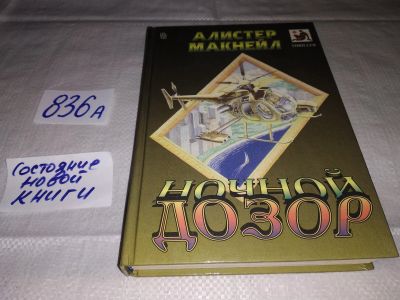 АЛИСТЕР
МАКНЕЙЛ
836А
Состояние
новой
книги
НОЧНОЙ
ДОЗОР